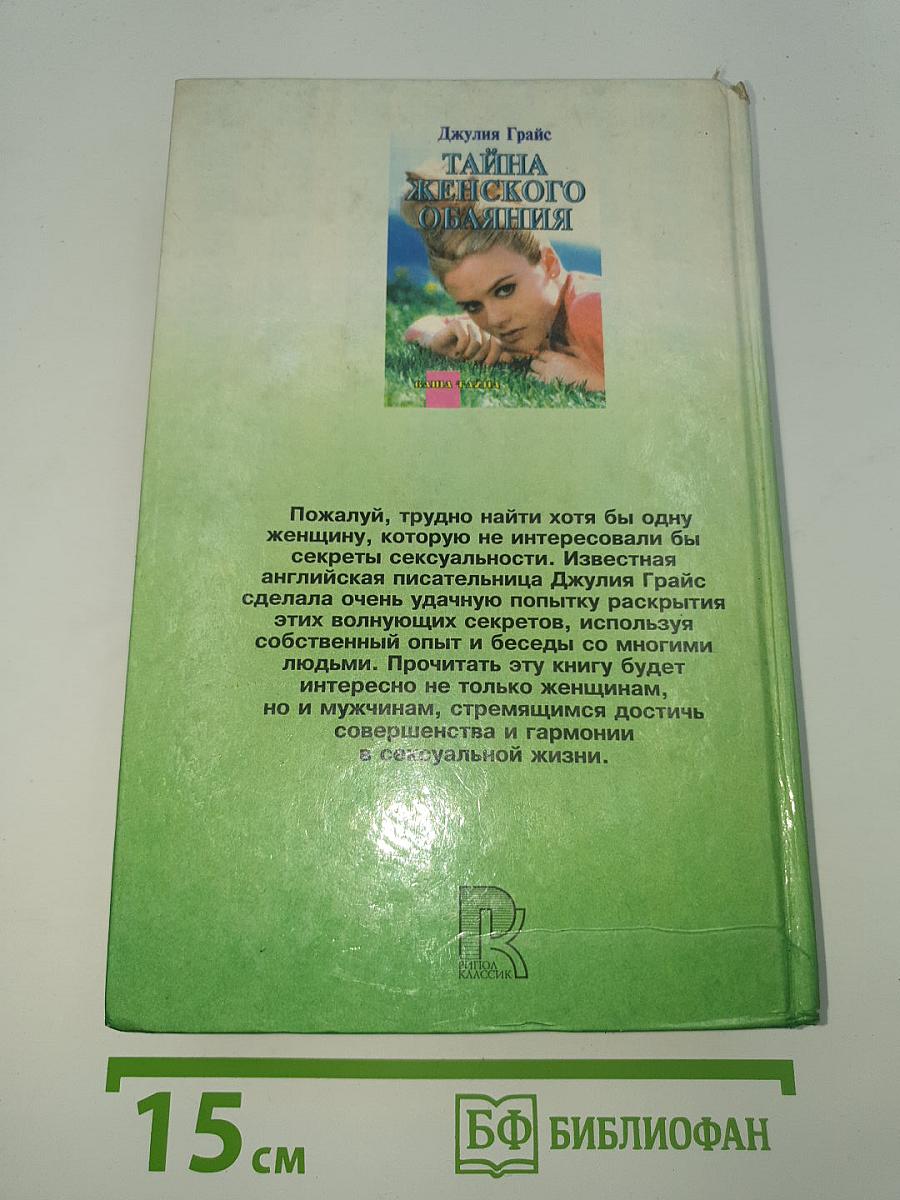 Джулия Грайс
ТАЙНА
ЖЕНСКОГО
ОБАЯНИЯ
ВАША ТАЙНА
Пожалуй, трудно найти хотя бы одну
женщину, которую не интересовали бы
секреты сексуальности. Известная
английская писательница Джулия Грайс
сделала очень удачную попытку раскрытия
этих волнующих секретов, используя
собственный опыт и беседы со многими
людьми. Прочитать эту книгу будет
интересно не только женщинам,
но и мужчинам, стремящимся достичь
совершенства и гармонии
в сексуальной жизни.
РИПОЛ
КЛАССИК
15 см
БФ БИБЛИОФАН